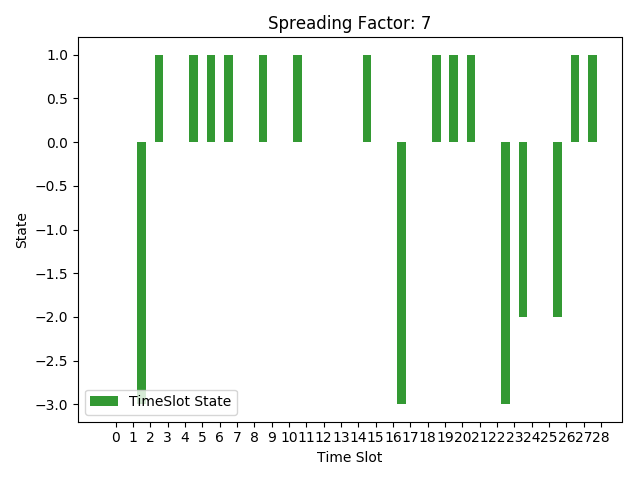 Spreading Factor: 7
1.0
0.5
0.0
−0.5
−1.0
−1.5
−2.0
−2.5
−3.0
State
TimeSlot State
0 1 2 3 4 5 6 7 8 9 10 11 12 13 14 15 16 17 18 19 20 21 22 23 24 25 26 27 28
Time Slot